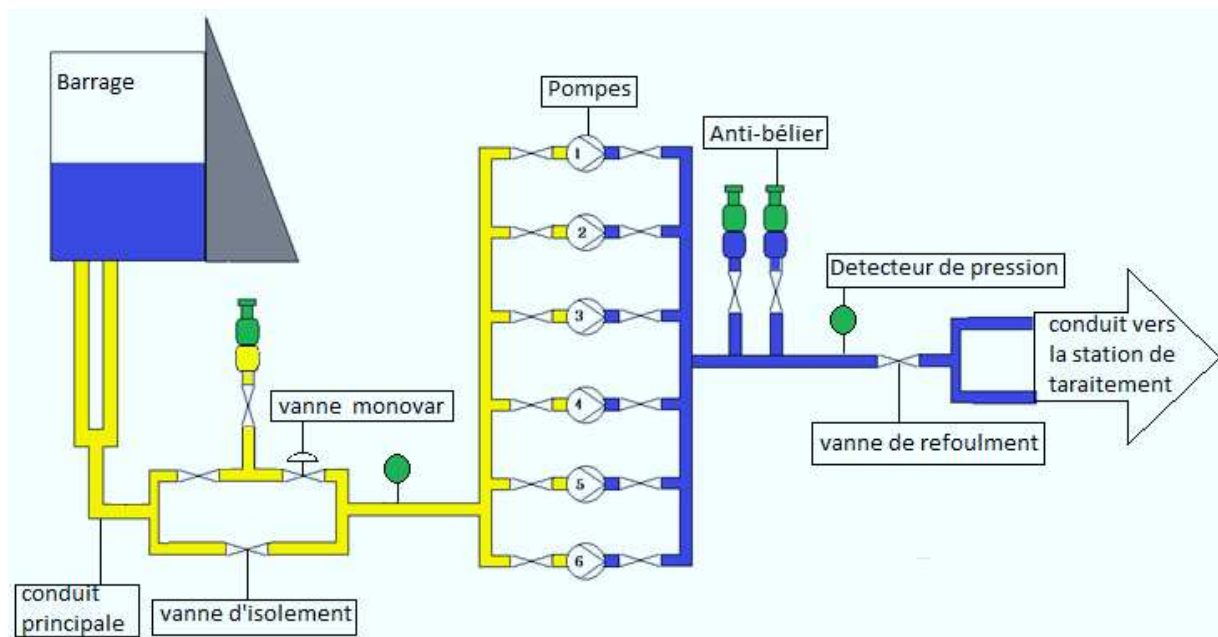 Barrage
Pompes
Anti-bélier
1
2
3
4
5
6
Detecteur de pression
conduit vers
la station de
taraitement
vanne monovar
vanne de refoulment
conduit
principale
vanne d'isolement